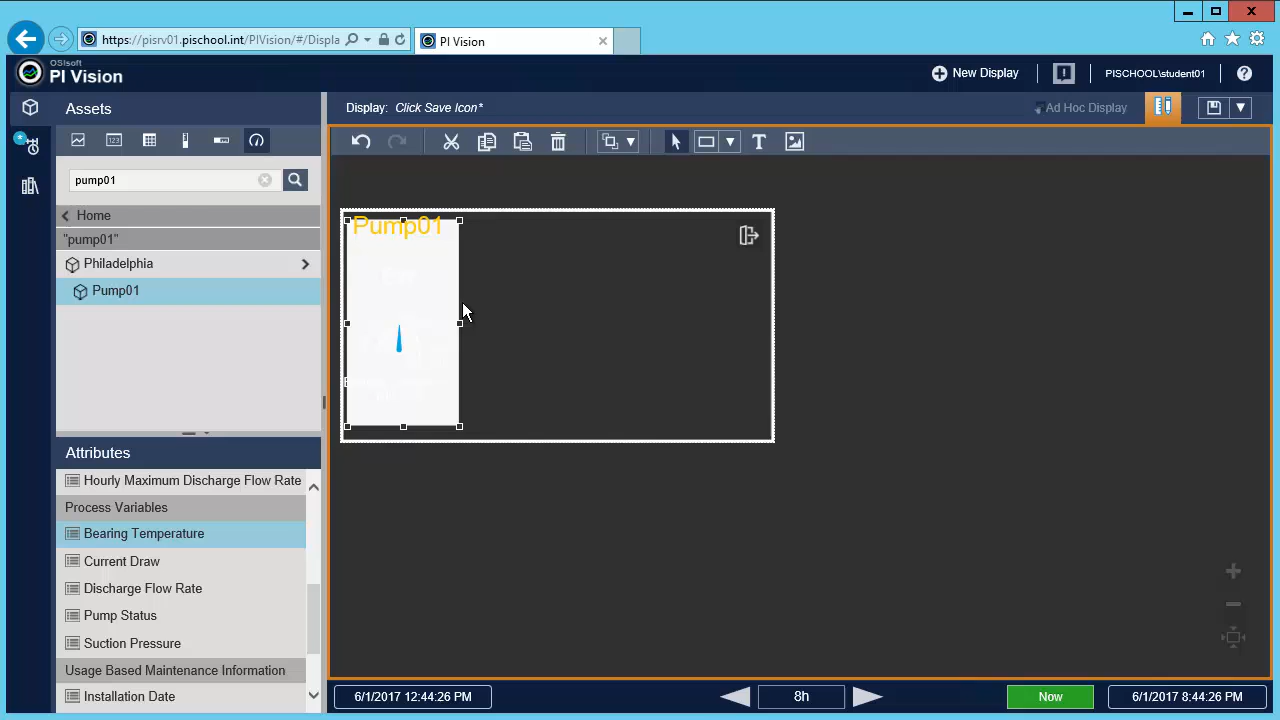 https://pisrv01.pischool.int/PIVision/#/Displa
PI Vision
OSIsoft
PI Vision
New Display
PISCHOOL\student01
Assets
Display: Click Save Icon*
Ad Hoc Display
123
pump01
Home
"pump01"
Philadelphia
Pump01
Pump01
Attributes
Hourly Maximum Discharge Flow Rate
Process Variables
Bearing Temperature
Current Draw
Discharge Flow Rate
Pump Status
Suction Pressure
Usage Based Maintenance Information
Installation Date
6/1/2017 12:44:26 PM
8h
Now
6/1/2017 8:44:26 PM